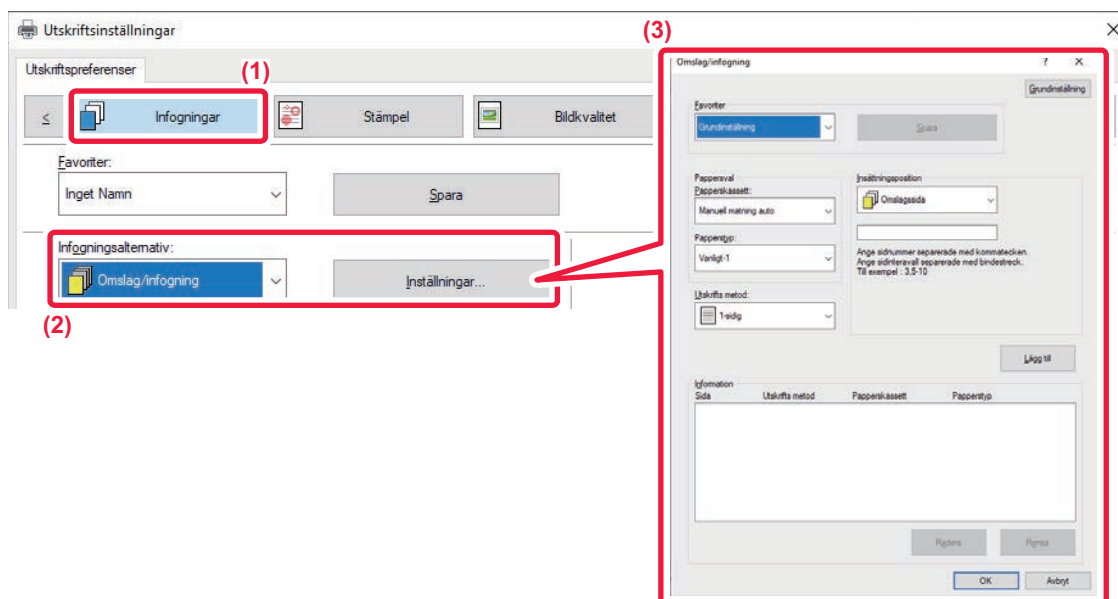 Utskriftsinställningar
(3)
Utskriftspreferenser
(1)
<
Infogningar
Stämpel
Bildkvalitet
Favoriter:
Inget Namn
Spara
Infogningsalternativ:
Omslag/infogning
Inställningar...
(2)
Omslag/infogning
?
X
Grundinställning
Favoriter
Grundinställning
Spara
Pappersval
Papperskassett:
Manuell matning auto
Papperstyp:
Vanligt-1
Utskrifts metod:
1-sidig
Insättningsposition
Omslagssida
Ange sidnummer separerade med kommatecken.
Ange sidintervall separerade med bindestreck.
Till exempel : 3,5-10
Lägg till
Information
Sida Utskrifts metod Papperskassett Papperstyp
Radera
Rensa
OK
Avbryt